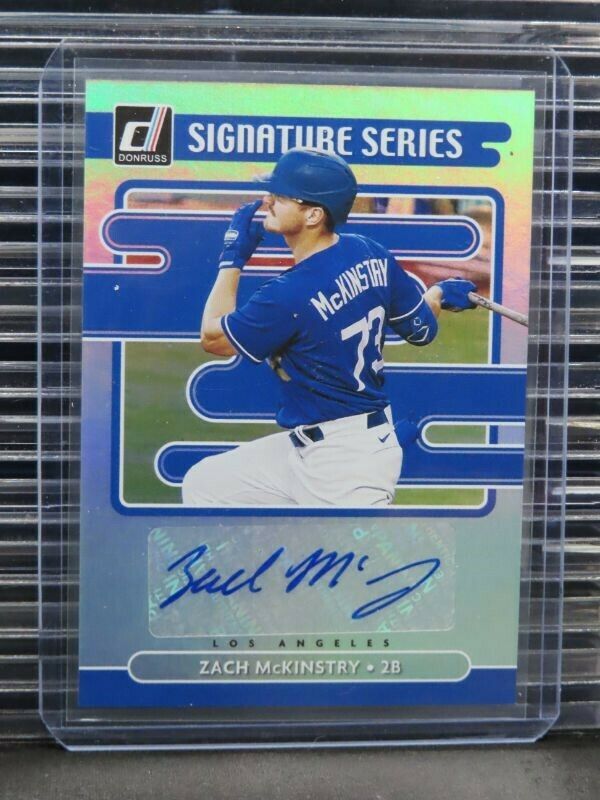 DONRUSS
SIGNATURE SERIES
McKINSTRY
73
Zach McK
LOS ANGELES
ZACH McKINSTRY • 2B